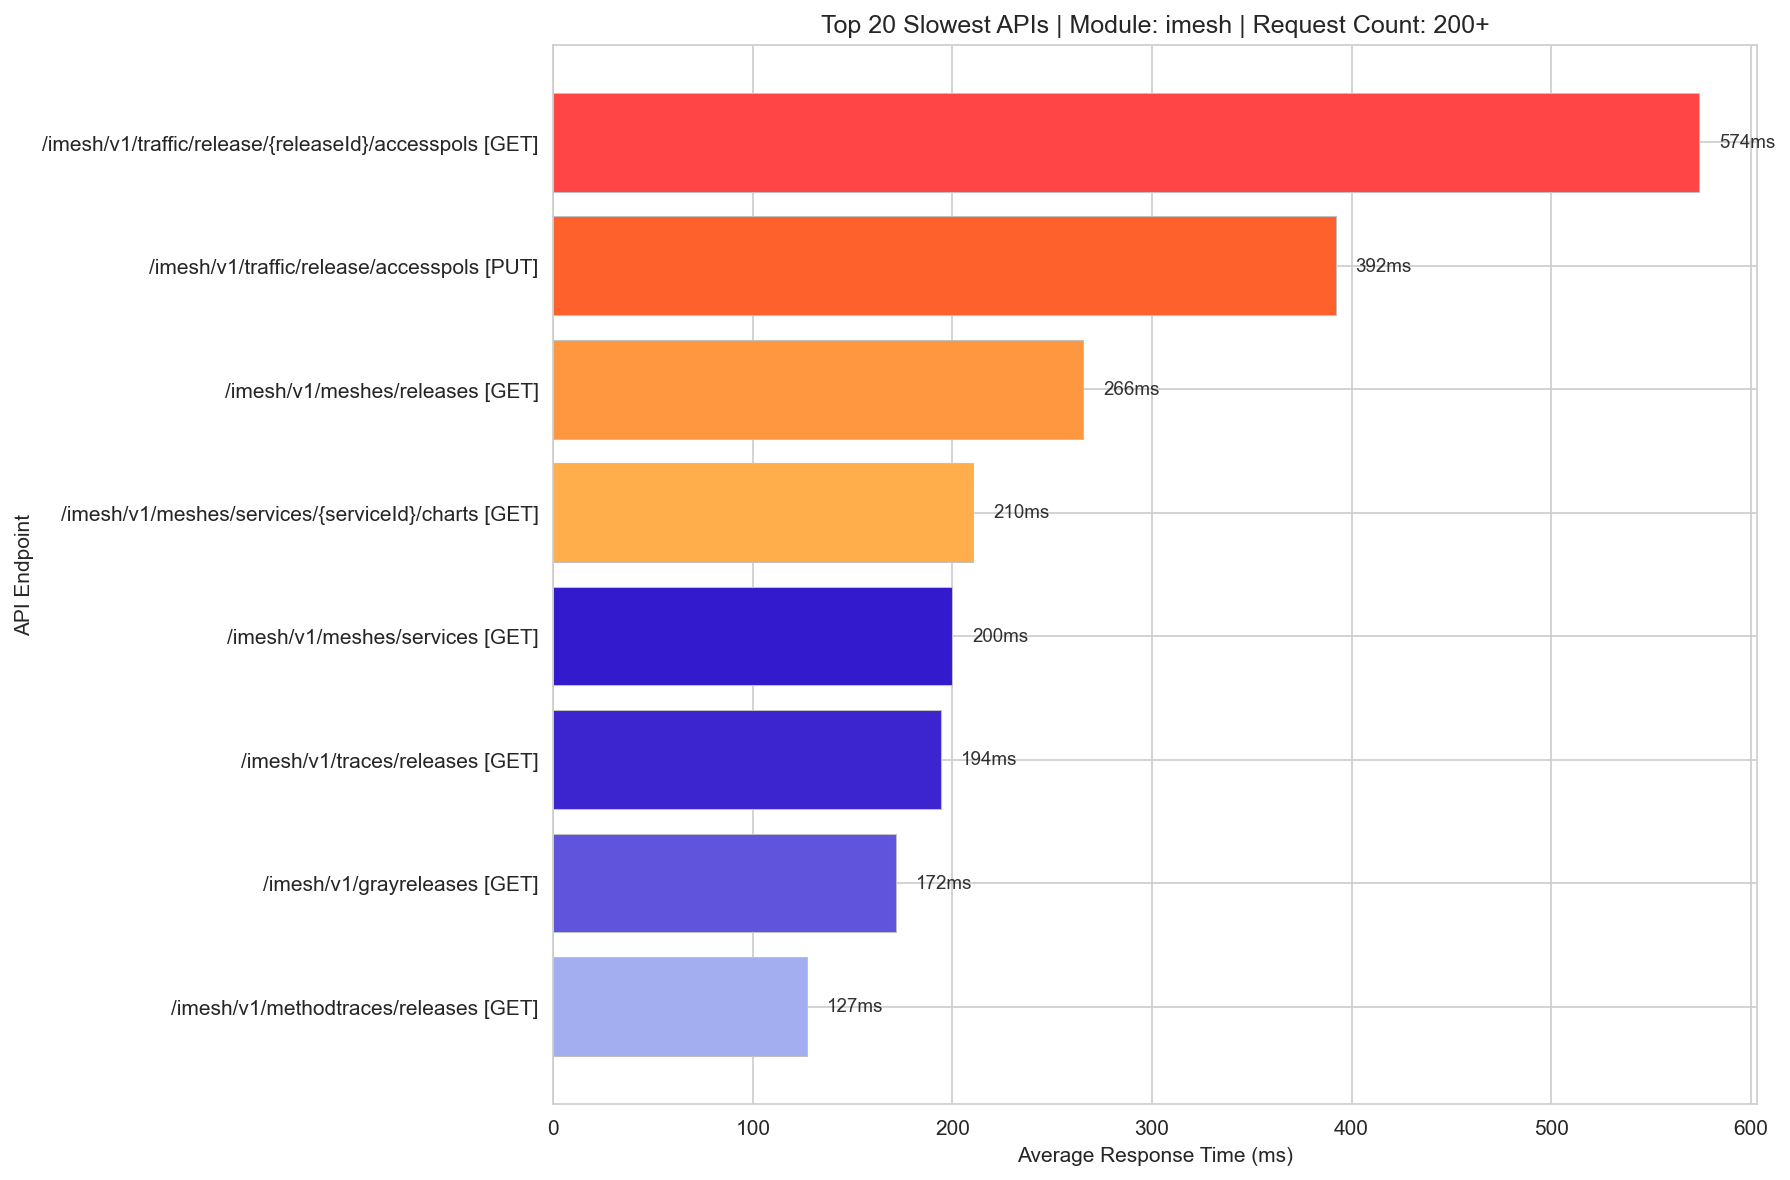 Top 20 Slowest APIs | Module: imesh | Request Count: 200+
API Endpoint
/imesh/v1/traffic/release/{releaseId}/accesspols [GET]
574ms
/imesh/v1/traffic/release/accesspols [PUT]
392ms
/imesh/v1/meshes/releases [GET]
266ms
/imesh/v1/meshes/services/{serviceId}/charts [GET]
210ms
/imesh/v1/meshes/services [GET]
200ms
/imesh/v1/traces/releases [GET]
194ms
/imesh/v1/grayreleases [GET]
172ms
/imesh/v1/methodtraces/releases [GET]
127ms
0 100 200 300 400 500 600
Average Response Time (ms)